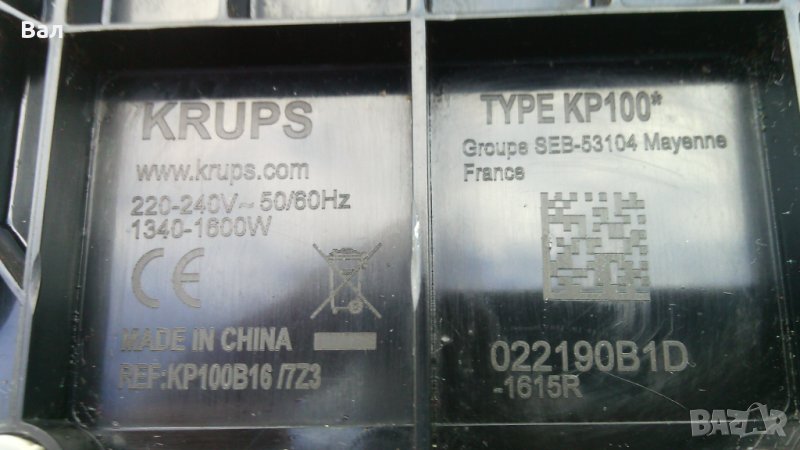 Вал
KRUPS
www.krups.com
220-240V~ 50/60Hz
1340-1600W
CE
MADE IN CHINA
REF:KP100B16 /7Z3
TYPE KP100*
Groupe SEB-53104 Mayenne
France
022190B1D
-1615R
BAZAR